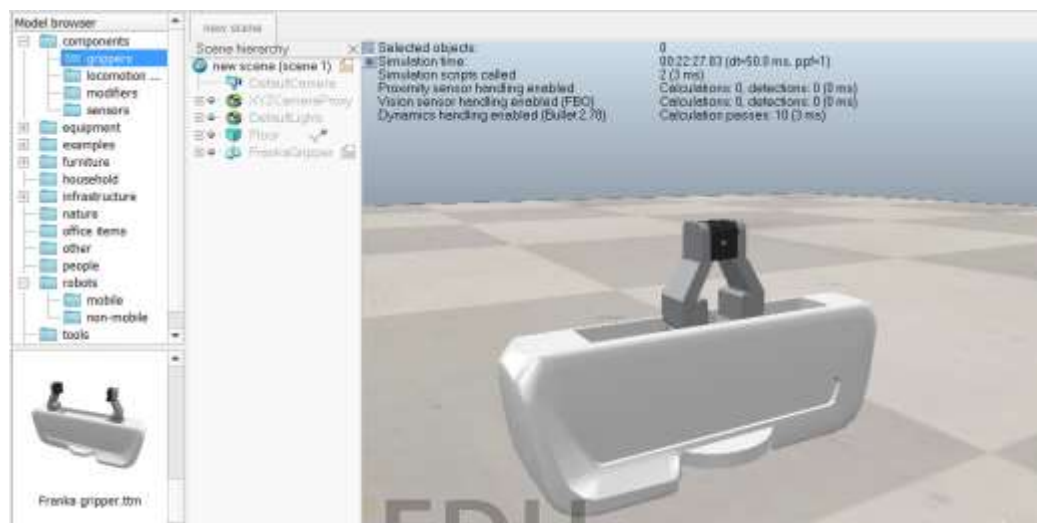 Model browser
components
grippers
locomotion ...
modifiers
sensors
equipment
examples
furniture
household
infrastructure
nature
office items
other
people
robots
mobile
non-mobile
tools
Franka gripper.ttm
new scene
Scene hierarchy
new scene (scene 1)
DefaultCamera
XYZCameraProxy
DefaultLights
Floor
FrankaGripper
Selected objects: 0
Simulation time: 00:22:27.83 (dt=50.0 ms, ppf=1)
Simulation scripts called 2 (3 ms)
Proximity sensor handling enabled Calculations: 0, detections: 0 (0 ms)
Vision sensor handling enabled (FBO) Calculations: 0, detections: 0 (0 ms)
Dynamics handling enabled (Bullet 2.78) Calculation passes: 10 (3 ms)
EDU